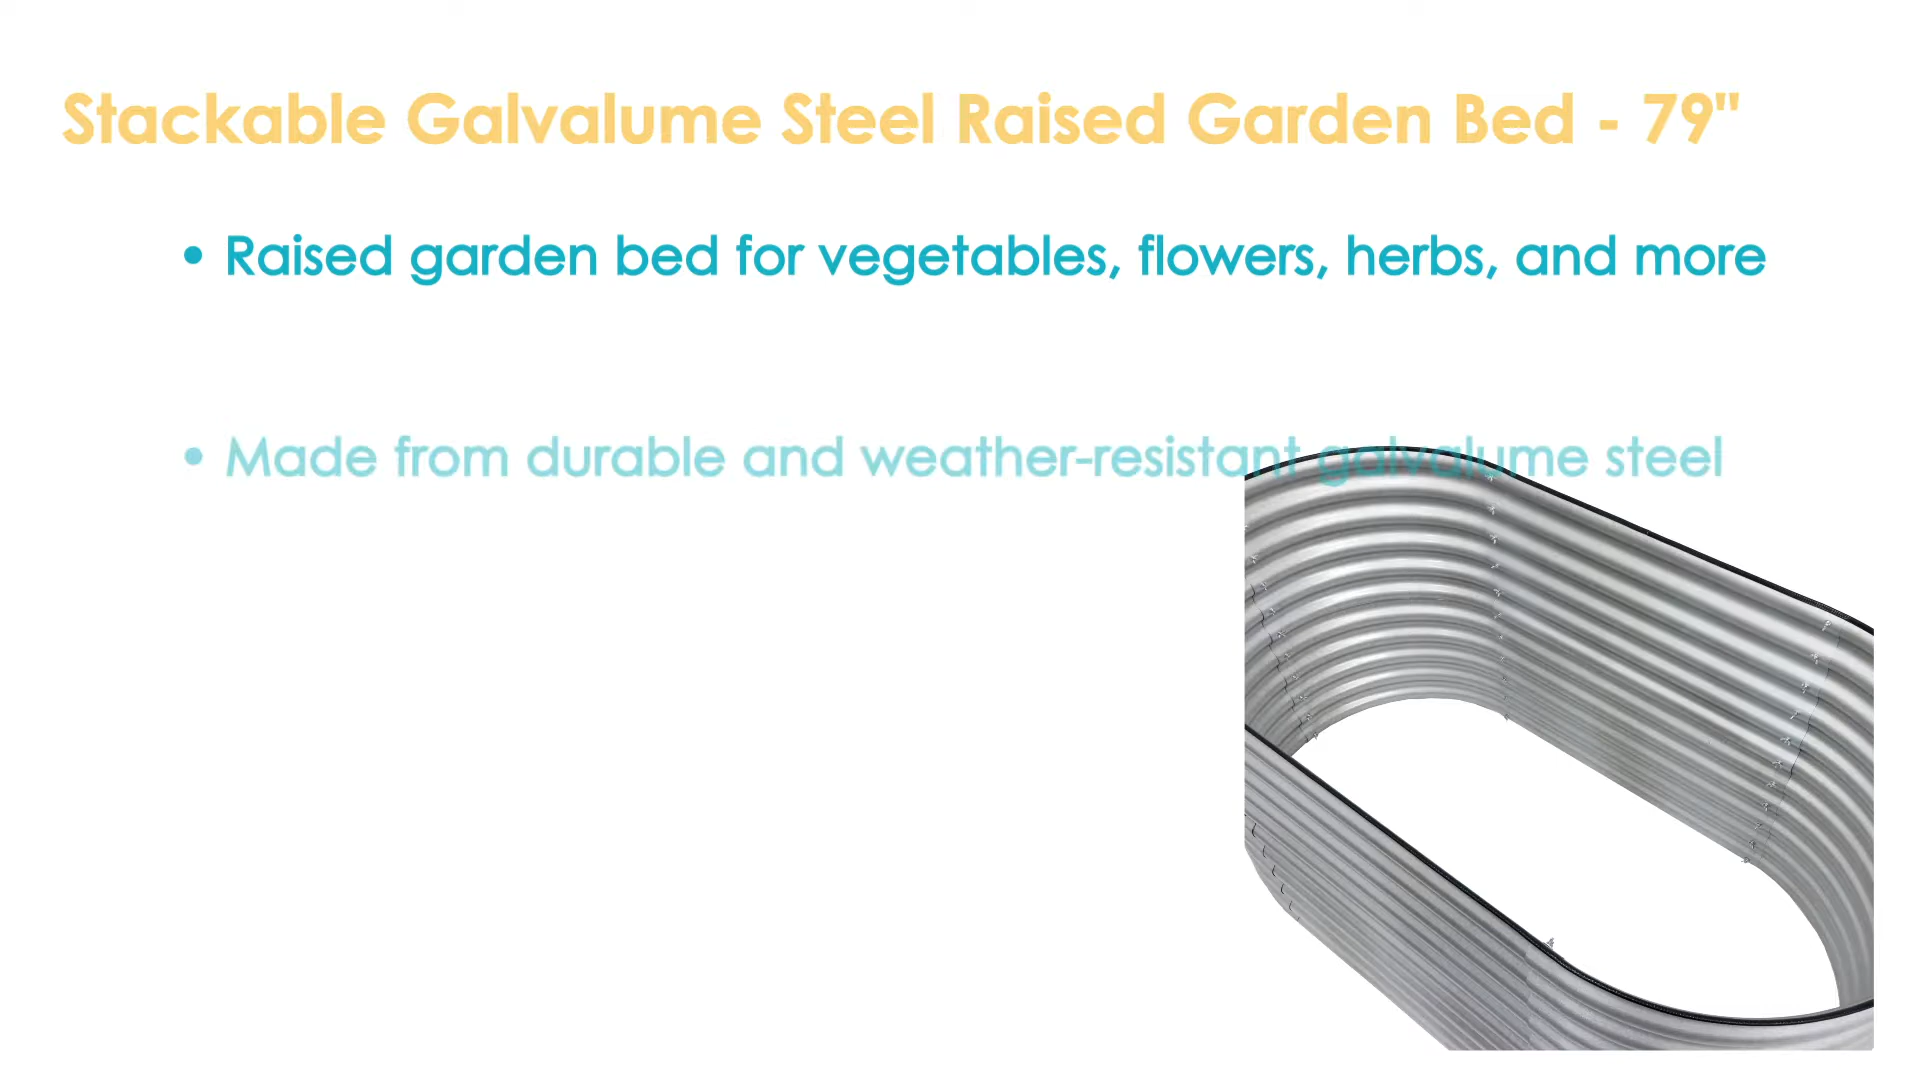 Stackable Galvalume Steel Raised Garden Bed - 79"
• Raised garden bed for vegetables, flowers, herbs, and more
• Made from durable and weather-resistant galvalume steel